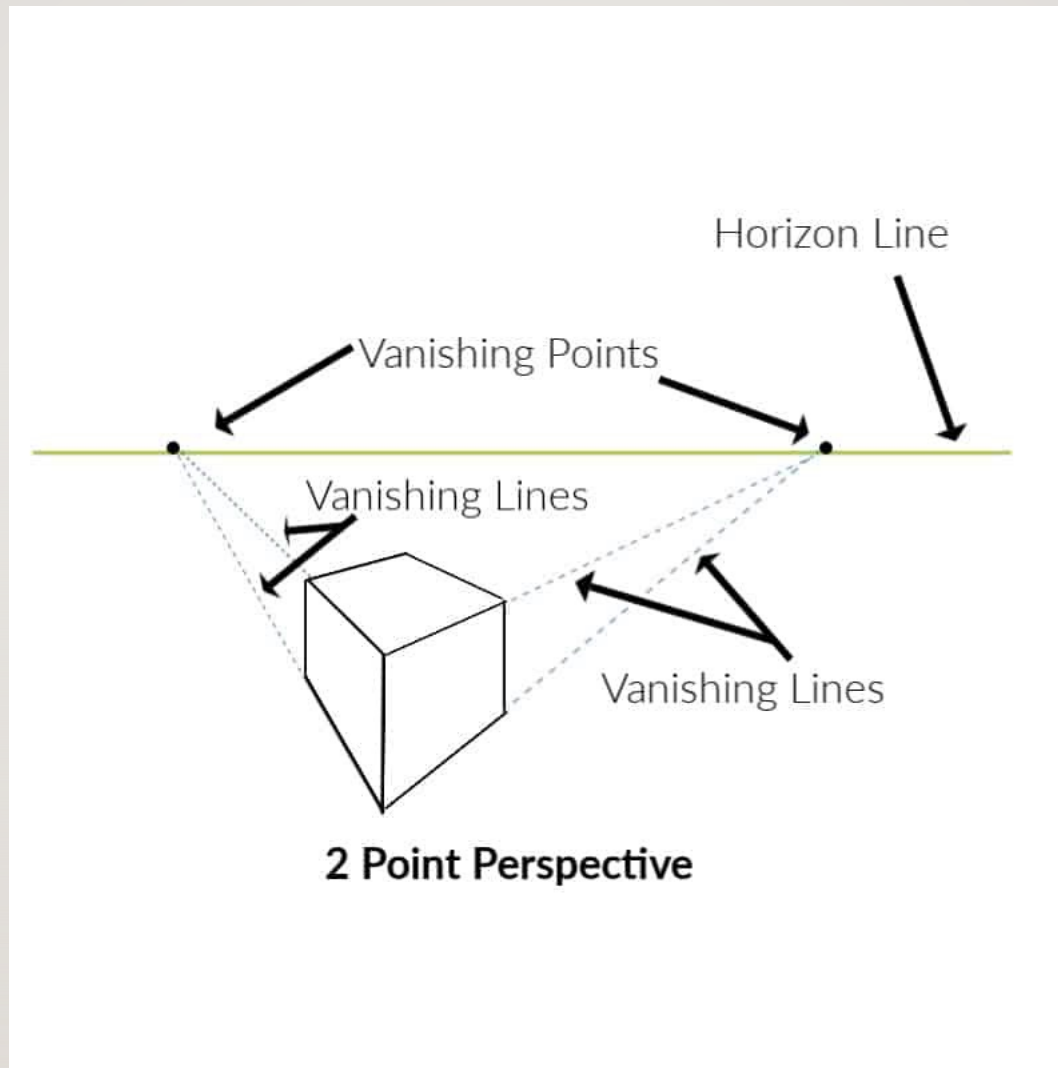 Horizon Line
Vanishing Points
Vanishing Lines
Vanishing Lines
2 Point Perspective